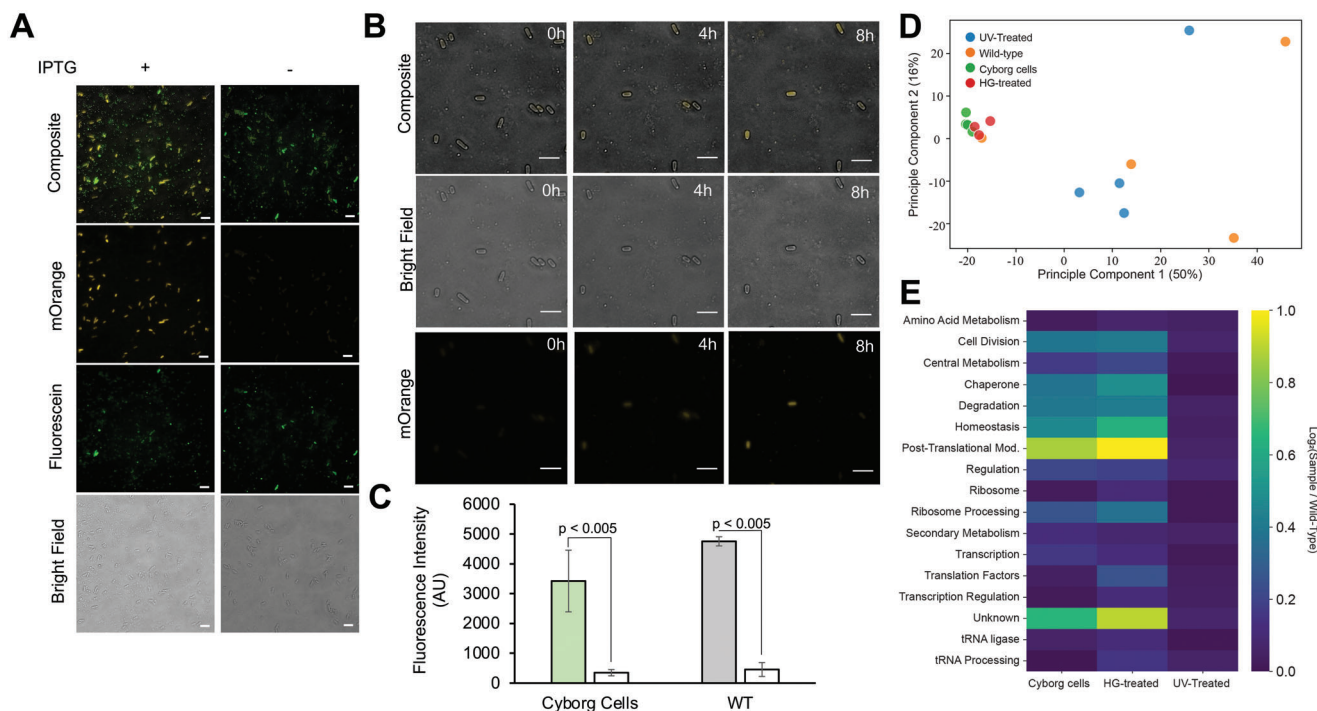 A
IPTG
+
-
Composite
mOrange
Fluorescein
Bright Field
B
0h
4h
8h
Composite
0h
4h
8h
Bright Field
0h
4h
8h
mOrange
C
Fluorescence Intensity
(AU)
6000
5000
4000
3000
2000
1000
0
p < 0.005
p < 0.005
Cyborg Cells
WT
D
UV-Treated
Wild-type
Cyborg cells
HG-treated
Principle Component 2 (16%)
20
10
0
-10
-20
-20
-10
0
10
20
30
40
Principle Component 1 (50%)
E
Amino Acid Metabolism
Cell Division
Central Metabolism
Chaperone
Degradation
Homeostasis
Post-Translational Mod.
Regulation
Ribosome
Ribosome Processing
Secondary Metabolism
Transcription
Translation Factors
Transcription Regulation
Unknown
tRNA ligase
tRNA Processing
Cyborg cells
HG-treated
UV-Treated
1.0
0.8
0.6
0.4
0.2
0.0
Log₂(Sample / Wild-Type)